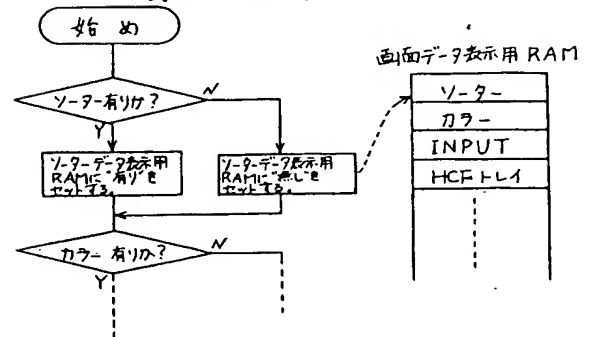 始め
画面データ表示用RAM
ソーター有りか?
N
Y
ソーター
カラー
INPUT
HCFトレイ
ソーターデータ表示用
RAMに"有り"を
セットする。
ソーターデータ表示用
RAMに"無し"を
セットする。
カラー有りか?
N
Y